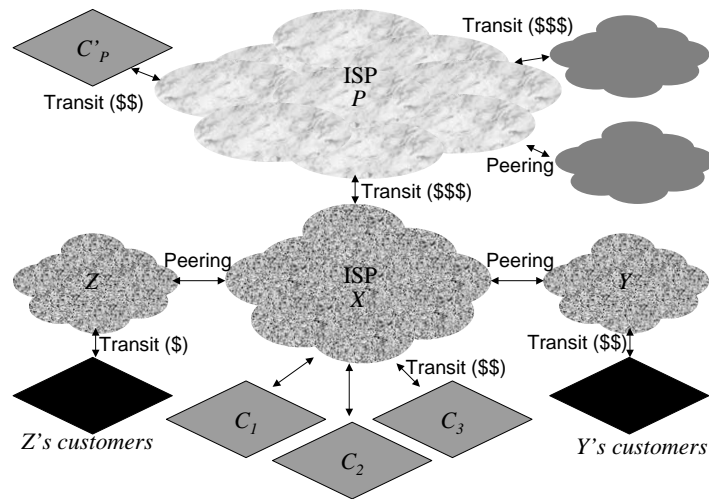 C'P
Transit ($$)
ISP
P
Transit ($$$)
Peering
Transit ($$$)
Z
Peering
ISP
X
Peering
Y
Transit ($)
Transit ($$)
Transit ($$)
C1
C2
C3
Z's customers
Y's customers